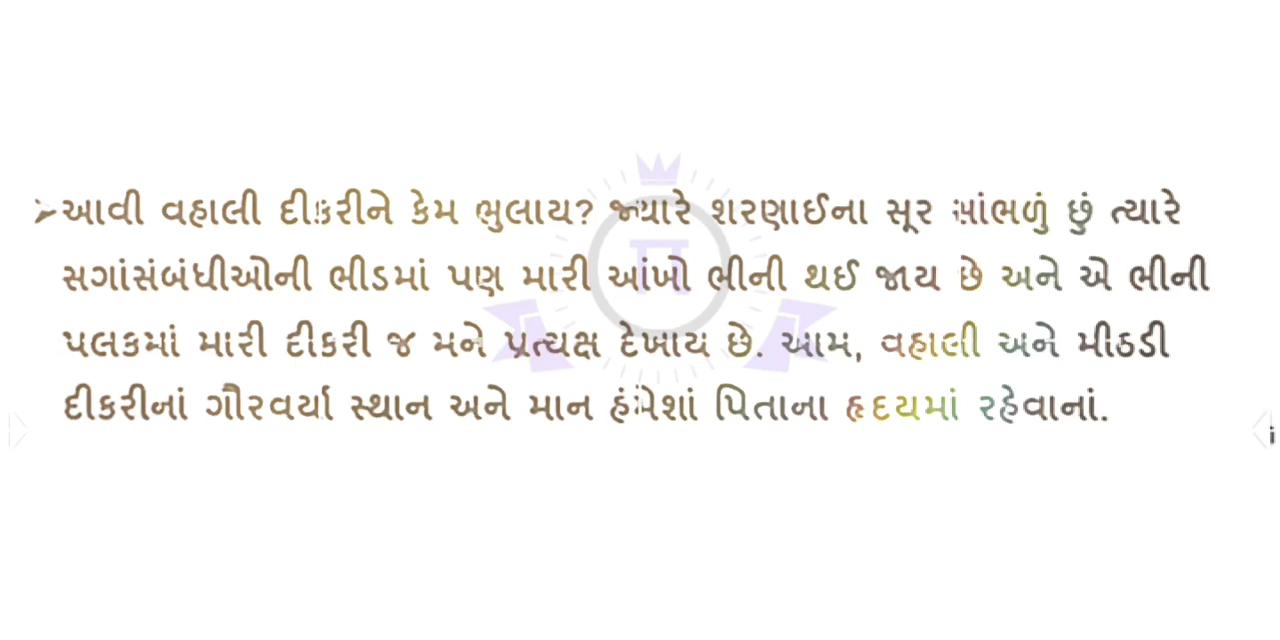 ➢આવી વહાલી દીકરીને કેમ ભુલાય? જ્યારે શરણાઈના સૂર સાંભળું છું ત્યારે
સગાંસંબંધીઓની ભીડમાં પણ મારી આંખો ભીની થઈ જાય છે અને એ ભીની
પલકમાં મારી દીકરી જ મને પ્રત્યક્ષ દેખાય છે. આમ, વહાલી અને મીઠડી
દીકરીનાં ગૌરવર્યા સ્થાન અને માન હંમેશાં પિતાના હૃદયમાં રહેવાનાં.